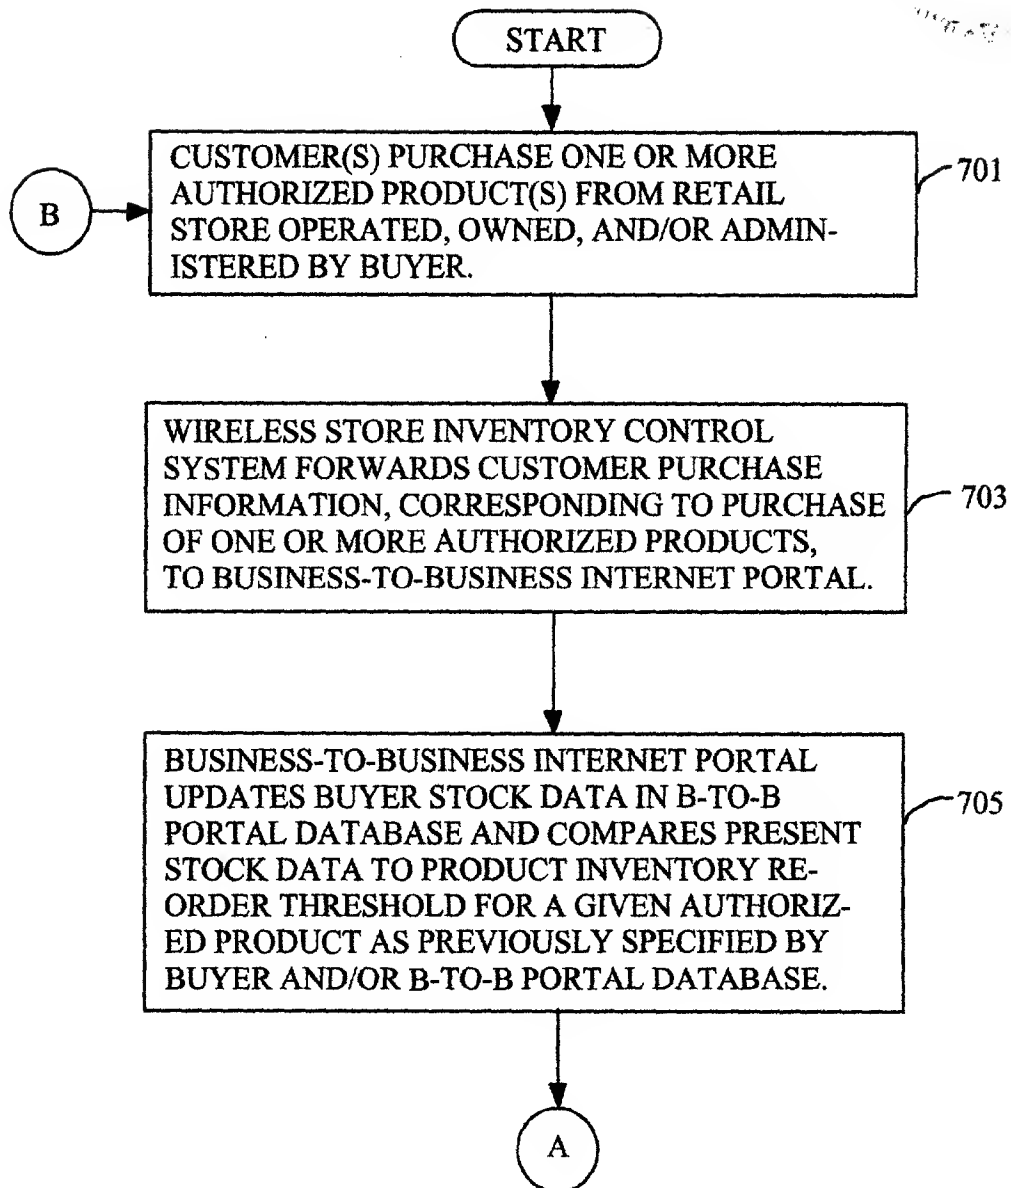 START
CUSTOMER(S) PURCHASE ONE OR MORE
AUTHORIZED PRODUCT(S) FROM RETAIL
STORE OPERATED, OWNED, AND/OR ADMIN-
ISTERED BY BUYER.
701
B
WIRELESS STORE INVENTORY CONTROL
SYSTEM FORWARDS CUSTOMER PURCHASE
INFORMATION, CORRESPONDING TO PURCHASE
OF ONE OR MORE AUTHORIZED PRODUCTS,
TO BUSINESS-TO-BUSINESS INTERNET PORTAL.
703
BUSINESS-TO-BUSINESS INTERNET PORTAL
UPDATES BUYER STOCK DATA IN B-TO-B
PORTAL DATABASE AND COMPARES PRESENT
STOCK DATA TO PRODUCT INVENTORY RE-
ORDER THRESHOLD FOR A GIVEN AUTHORIZ-
ED PRODUCT AS PREVIOUSLY SPECIFIED BY
BUYER AND/OR B-TO-B PORTAL DATABASE.
705
A